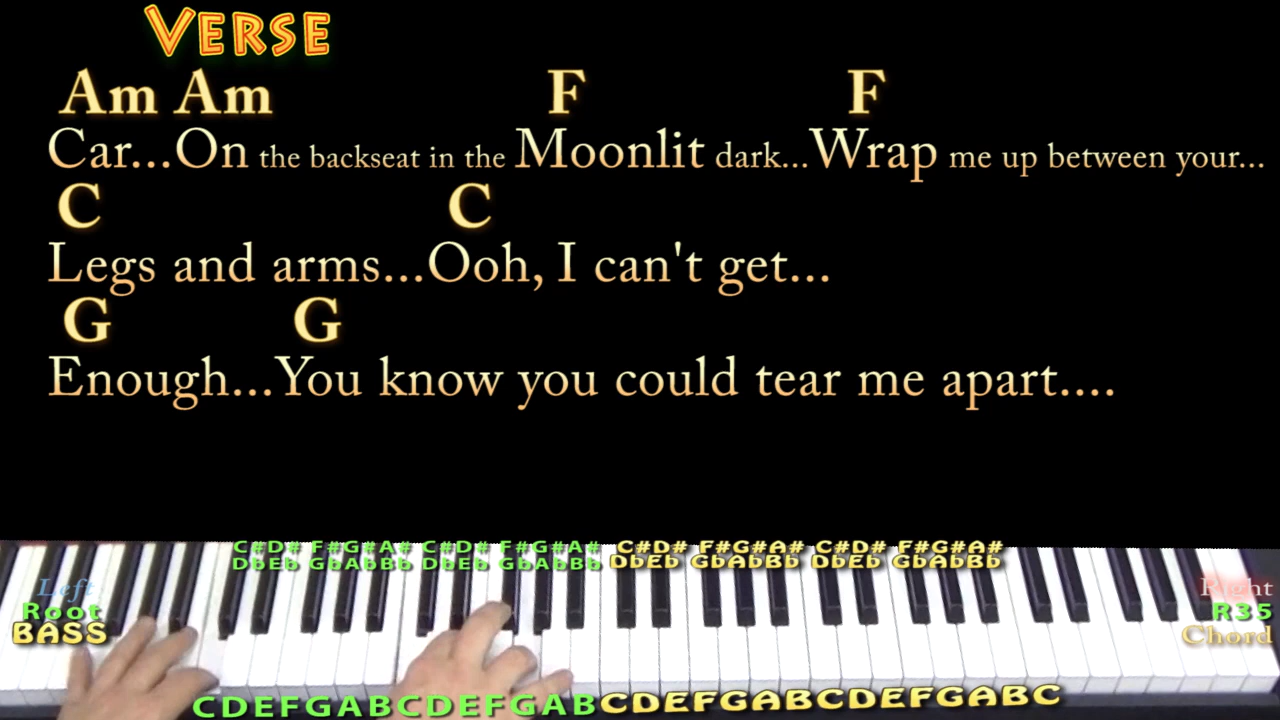 VERSE
Am Am F F
Car...On the backseat in the Moonlit dark...Wrap me up between your...
C C
Legs and arms...Ooh, I can't get...
G G
Enough...You know you could tear me apart....
C#D# F#G#A# C#D# F#G#A# C#D# F#G#A# C#D# F#G#A#
DbEb GbAbBb DbEb GbAbBb DbEb GbAbBb DbEb GbAbBb
Left
Root
BASS
Right
R35
Chord
CDEFGABCDEFGABCDEFGABCDEFGABC